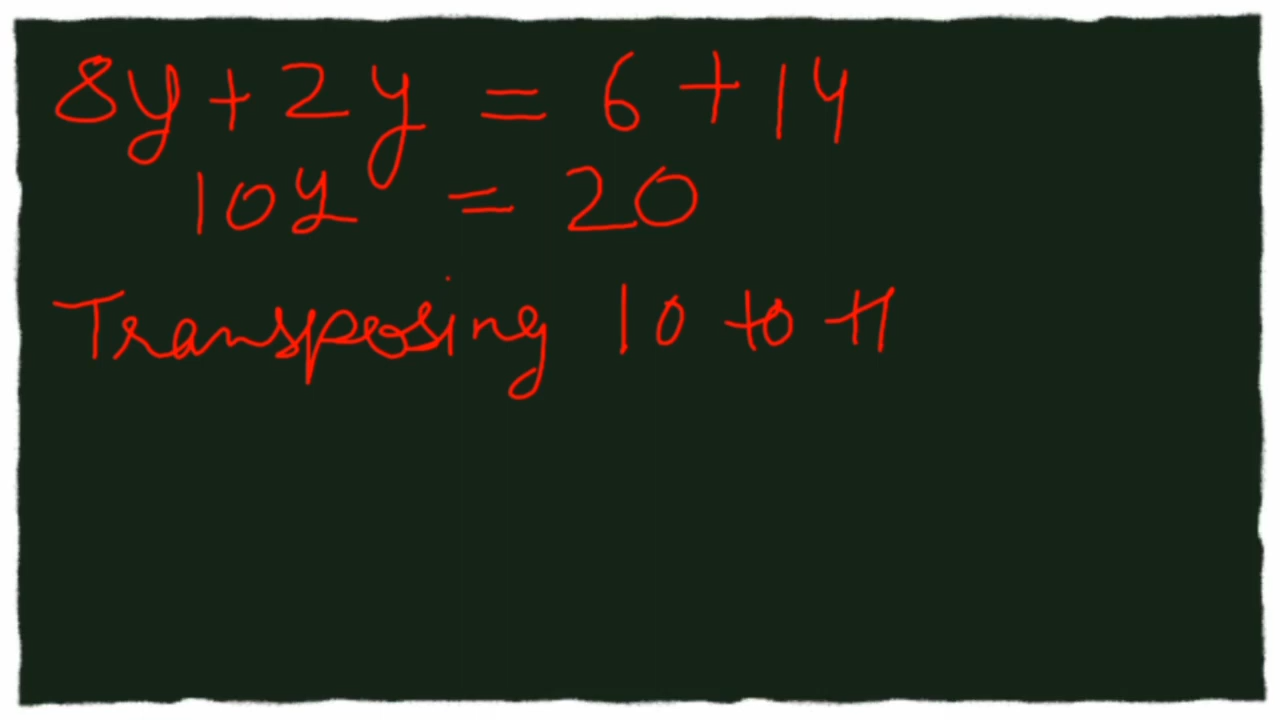 8y + 2y = 6 + 14
10y = 20
Transposing 10 to